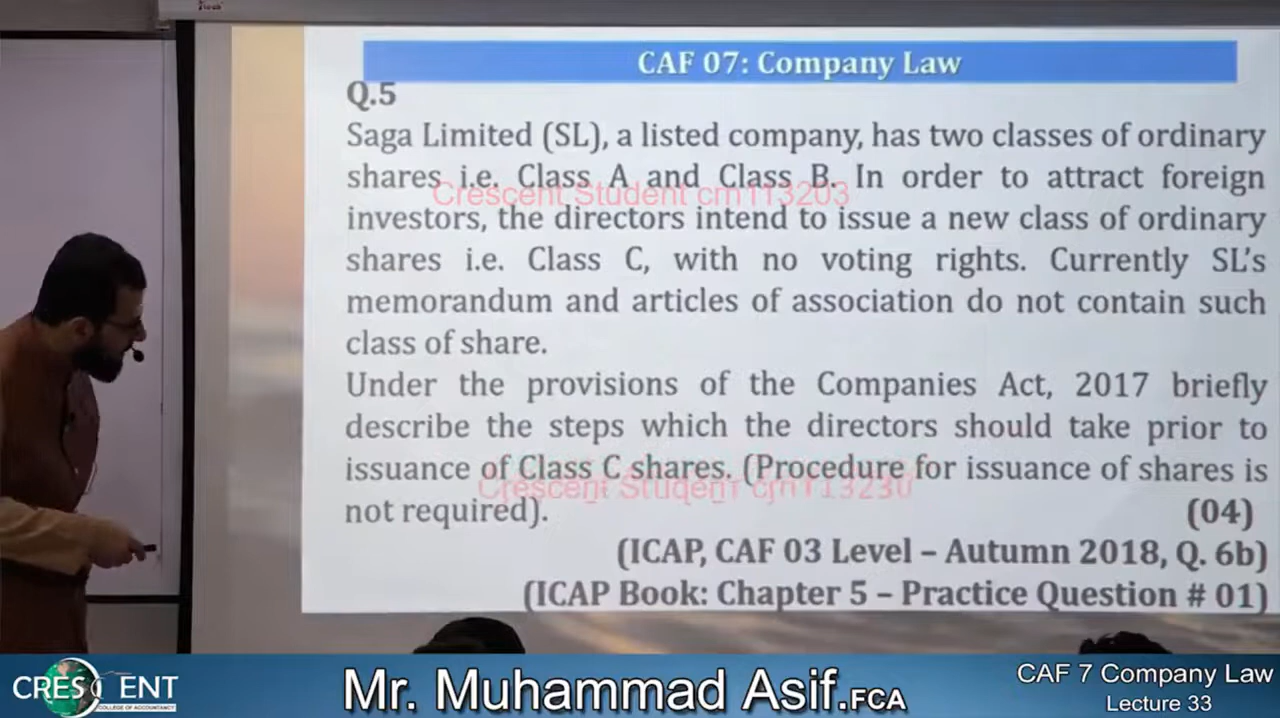 CAF 07: Company Law
Q.5
Saga Limited (SL), a listed company, has two classes of ordinary
shares i.e. Class A and Class B. In order to attract foreign
Crescent Student cm113203
investors, the directors intend to issue a new class of ordinary
shares i.e. Class C, with no voting rights. Currently SL's
memorandum and articles of association do not contain such
class of share.
Under the provisions of the Companies Act, 2017 briefly
describe the steps which the directors should take prior to
issuance of Class C shares. (Procedure for issuance of shares is
Crescent Student
not required).
(04)
(ICAP, CAF 03 Level – Autumn 2018, Q. 6b)
(ICAP Book: Chapter 5 – Practice Question # 01)
CRESCENT
COLLEGE OF ACCOUNTANCY
Mr. Muhammad Asif.FCA
CAF 7 Company Law
Lecture 33